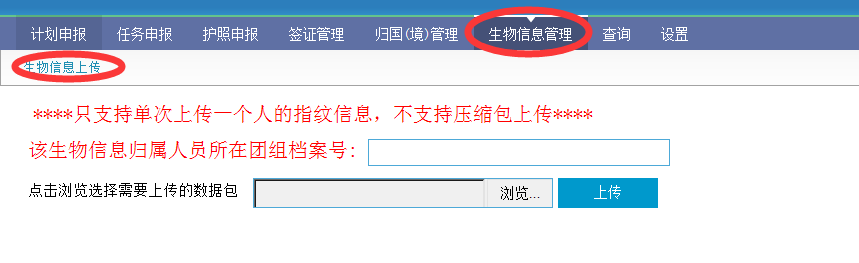 计划申报 任务申报 护照申报 签证管理 归国(境)管理 生物信息管理 查询 设置
生物信息上传
****只支持单次上传一个人的指纹信息，不支持压缩包上传****
该生物信息归属人员所在团组档案号:
点击浏览选择需要上传的数据包 浏览... 上传